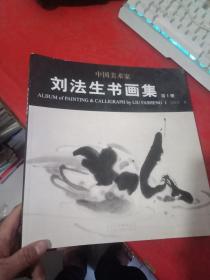 中国美术家
刘法生书画集 第1辑
ALBUM of PAINTING & CALLIGRAPH by LIU FASHENG I